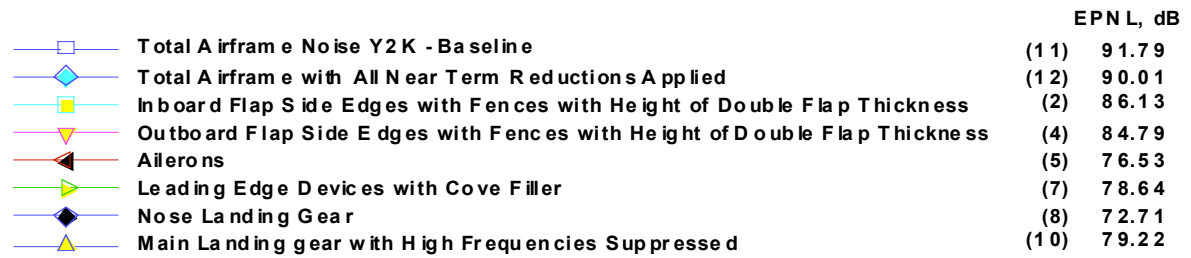 EPNL, dB
Total Airframe Noise Y2K - Baseline (11) 91.79
Total Airframe with All Near Term Reductions Applied (12) 90.01
Inboard Flap Side Edges with Fences with Height of Double Flap Thickness (2) 86.13
Outboard Flap Side Edges with Fences with Height of Double Flap Thickness (4) 84.79
Ailerons (5) 76.53
Leading Edge Devices with Cove Filler (7) 78.64
Nose Landing Gear (8) 72.71
Main Landing gear with High Frequencies Suppressed (10) 79.22